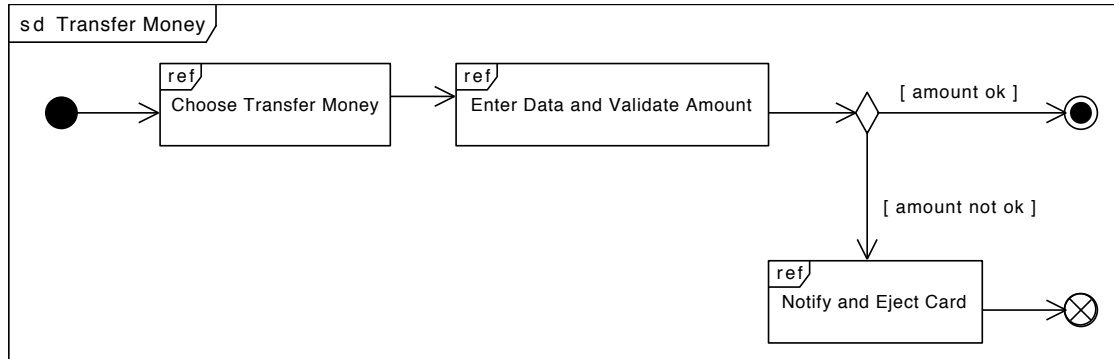 sd Transfer Money
ref
Choose Transfer Money
ref
Enter Data and Validate Amount
[ amount ok ]
[ amount not ok ]
ref
Notify and Eject Card